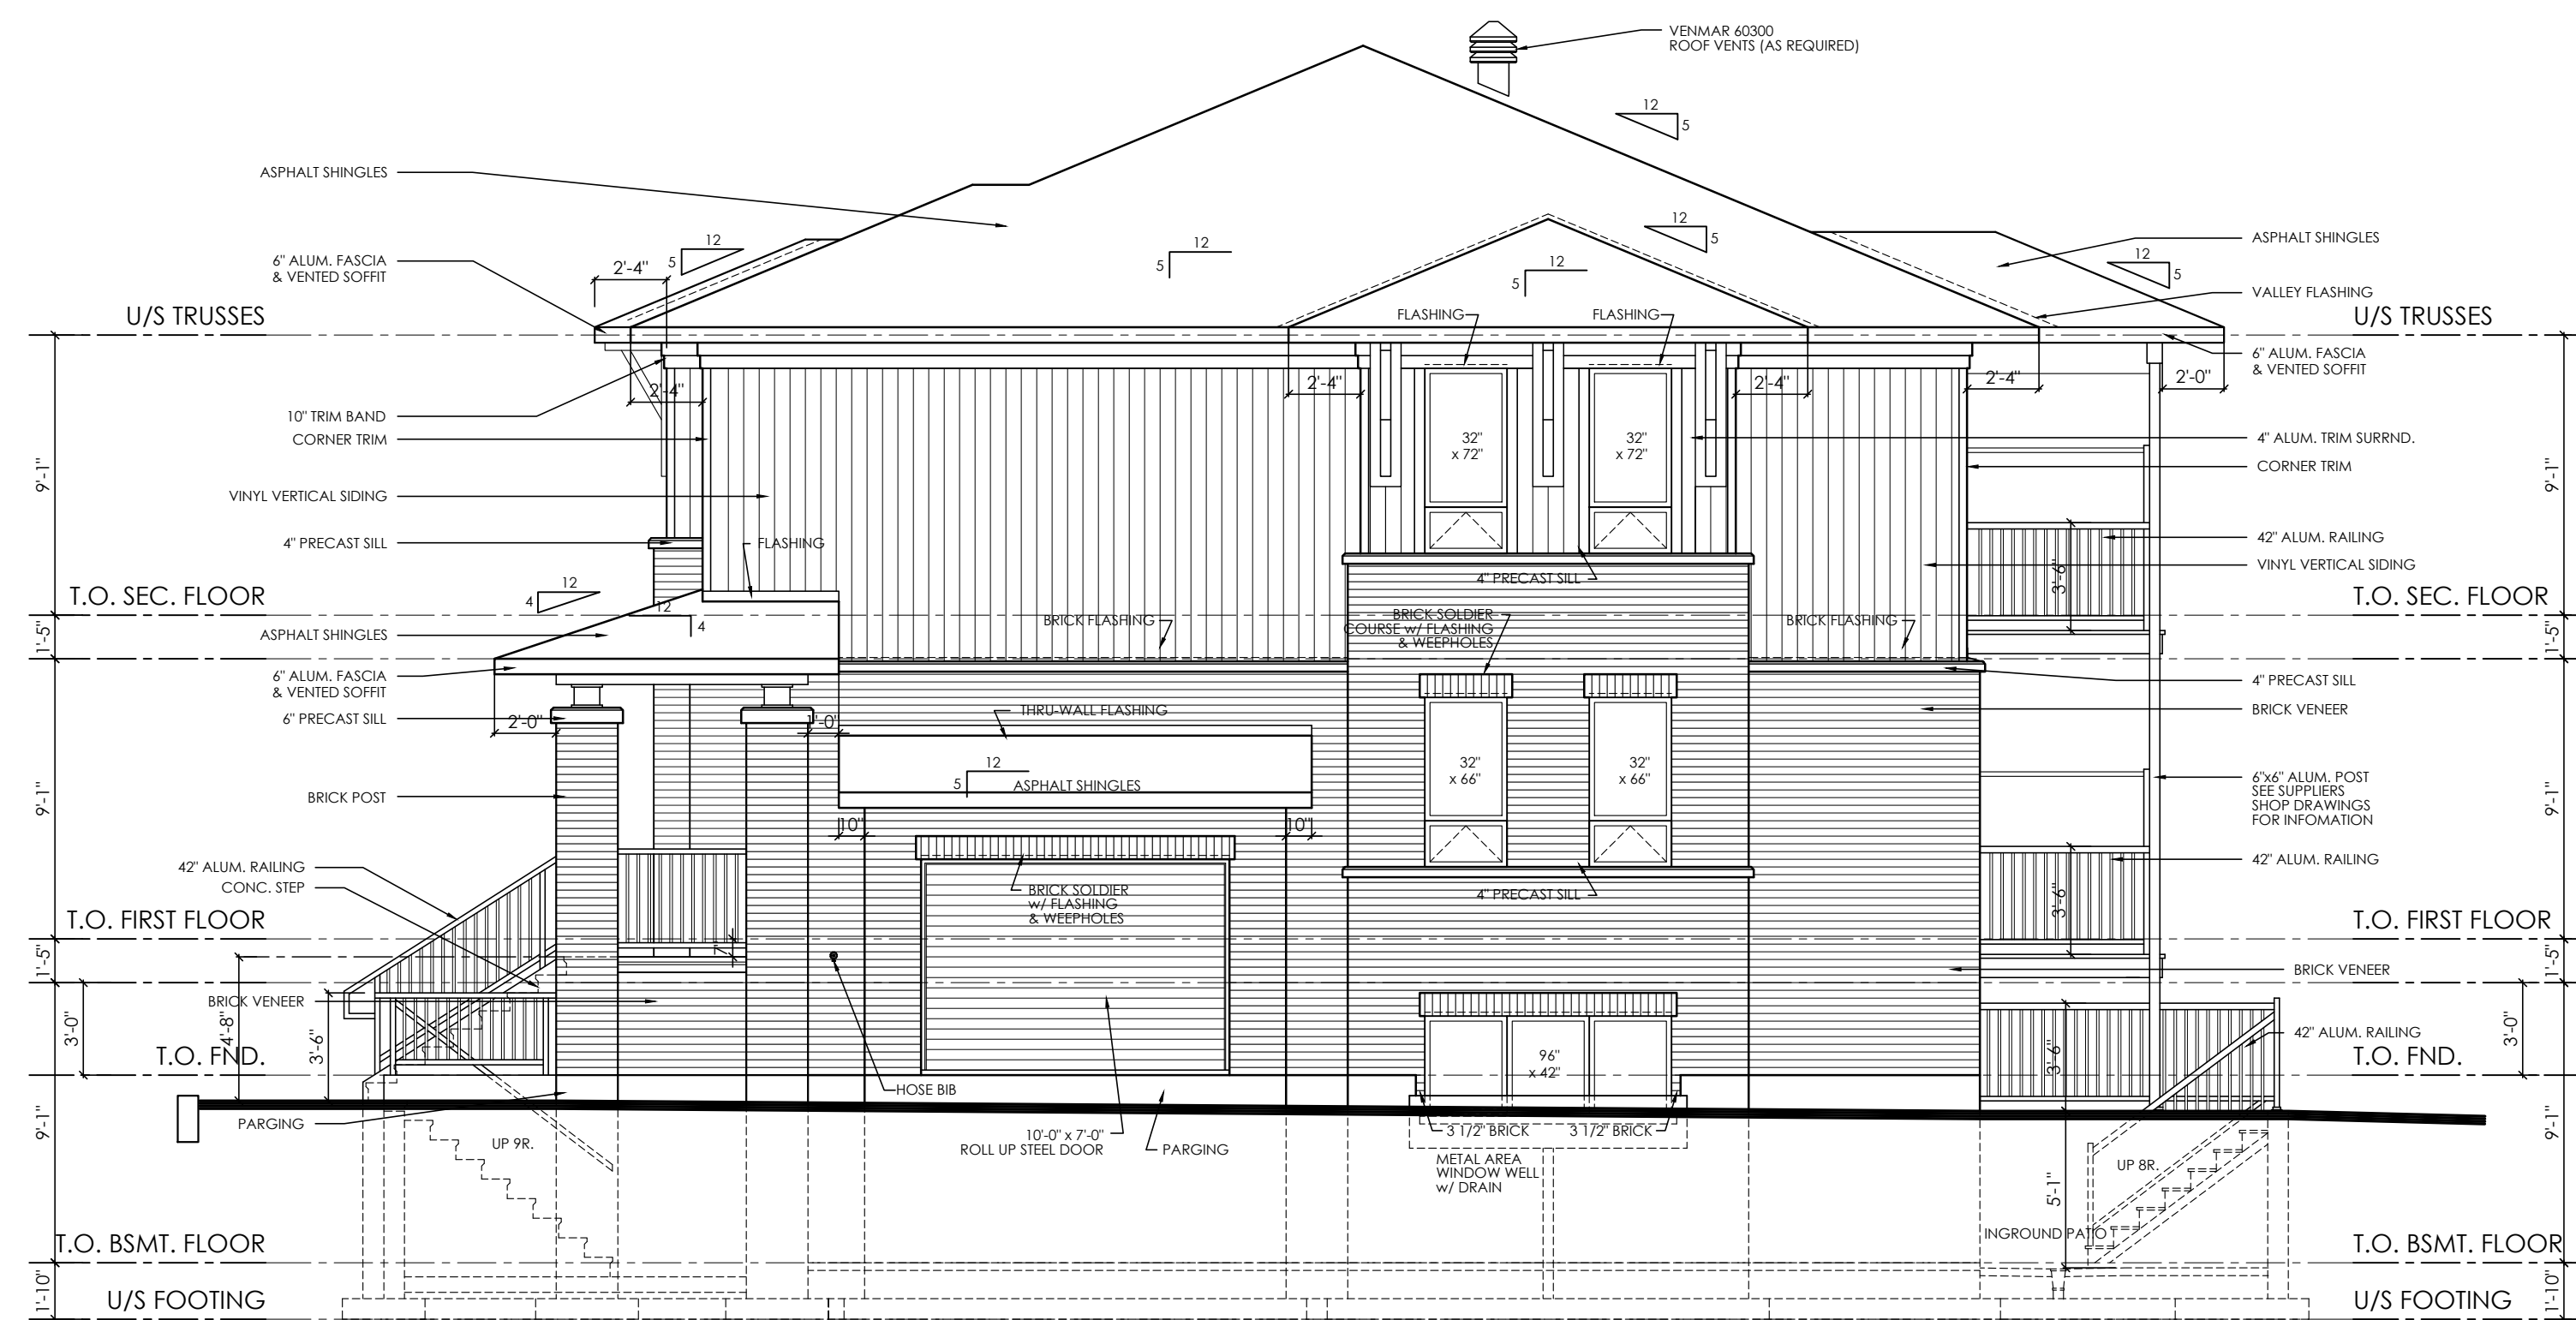 VENMAR 60300
ROOF VENTS (AS REQUIRED)
12
5
ASPHALT SHINGLES
12
5
12
5
12
5
12
5
12
5
ASPHALT SHINGLES
6" ALUM. FASCIA
& VENTED SOFFIT
2'-4"
VALLEY FLASHING
U/S TRUSSES
FLASHING
FLASHING
U/S TRUSSES
6" ALUM. FASCIA
& VENTED SOFFIT
2'-4"
2'-4"
2'-4"
2'-4"
2'-0"
10" TRIM BAND
CORNER TRIM
32"
x 72"
32"
x 72"
4" ALUM. TRIM SURRND.
CORNER TRIM
9'-1"
9'-1"
VINYL VERTICAL SIDING
4" PRECAST SILL
FLASHING
42" ALUM. RAILING
VINYL VERTICAL SIDING
3'-6"
4" PRECAST SILL
12
4
T.O. SEC. FLOOR
T.O. SEC. FLOOR
12
4
BRICK FLASHING
BRICK SOLDIER
COURSE w/ FLASHING
& WEEPHOLES
BRICK FLASHING
1'-5"
1'-5"
ASPHALT SHINGLES
6" ALUM. FASCIA
& VENTED SOFFIT
4" PRECAST SILL
6" PRECAST SILL
2'-0"
1'-0"
THRU-WALL FLASHING
BRICK VENEER
12
5
ASPHALT SHINGLES
32"
x 66"
32"
x 66"
6"x6" ALUM. POST
SEE SUPPLIERS
SHOP DRAWINGS
FOR INFOMATION
9'-1"
9'-1"
BRICK POST
10"
10"
42" ALUM. RAILING
CONC. STEP
42" ALUM. RAILING
BRICK SOLDIER
w/ FLASHING
& WEEPHOLES
4" PRECAST SILL
3'-6"
T.O. FIRST FLOOR
T.O. FIRST FLOOR
7"
1'-5"
1'-5"
BRICK VENEER
BRICK VENEER
3'-0"
4'-8"
3'-6"
3'-0"
42" ALUM. RAILING
T.O. FND.
96"
x 42"
3'-6"
T.O. FND.
HOSE BIB
PARGING
9'-1"
9'-1"
UP 9R.
10'-0" x 7'-0"
ROLL UP STEEL DOOR
PARGING
3 1/2" BRICK
3 1/2" BRICK
METAL AREA
WINDOW WELL
w/ DRAIN
UP 8R.
5'-1"
INGROUND PATIO
T.O. BSMT. FLOOR
T.O. BSMT. FLOOR
1'-10"
1'-10"
U/S FOOTING
U/S FOOTING